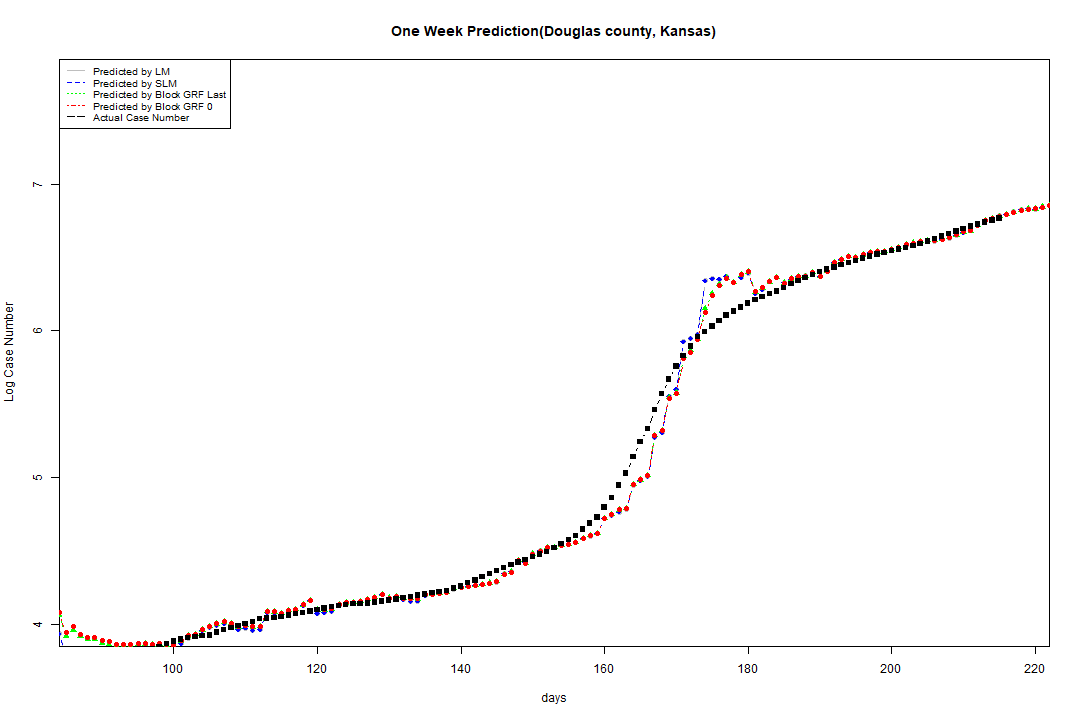 One Week Prediction(Douglas county, Kansas)
Predicted by LM
Predicted by SLM
Predicted by Block GRF Last
Predicted by Block GRF 0
Actual Case Number
7
6
5
4
Log Case Number
100 120 140 160 180 200 220
days